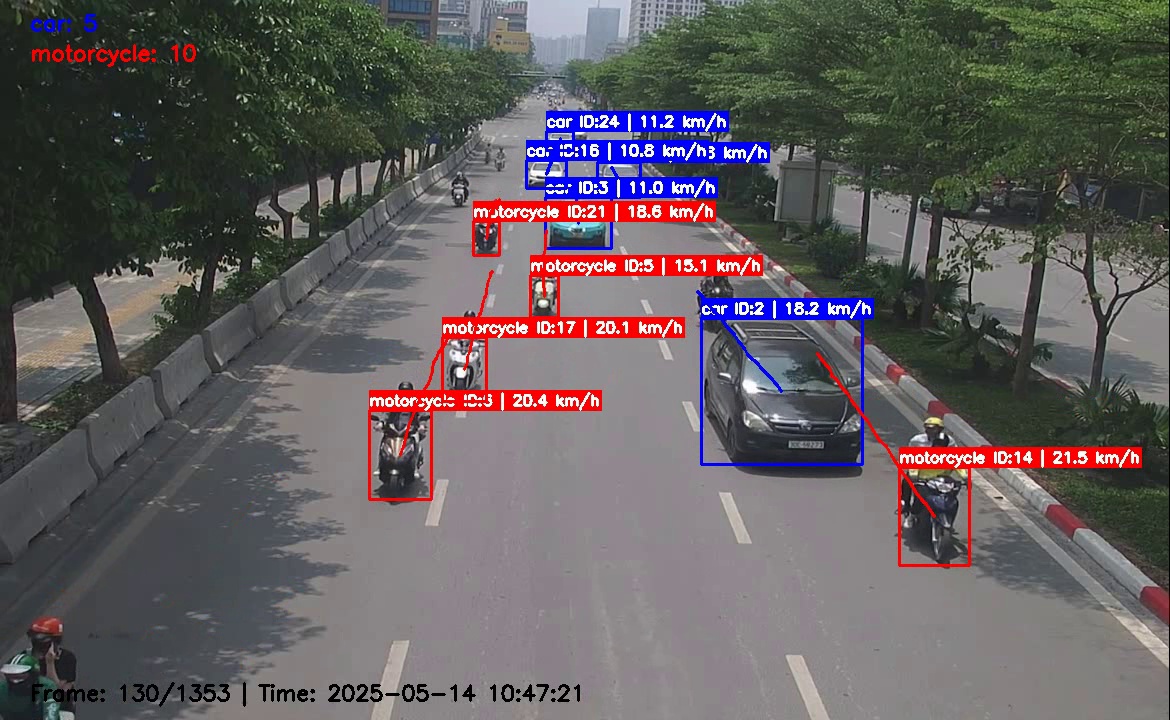 car: 5
motorcycle: 10
car ID:24 | 11.2 km/h
car ID:16 | 10.8 km/h
km/h
car ID:3 | 11.0 km/h
motorcycle ID:21 | 18.6 km/h
motorcycle ID:5 | 15.1 km/h
car ID:2 | 18.2 km/h
motorcycle ID:17 | 20.1 km/h
motorcycle | 20.4 km/h
motorcycle ID:14 | 21.5 km/h
Frame: 130/1353 | Time: 2025-05-14 10:47:21